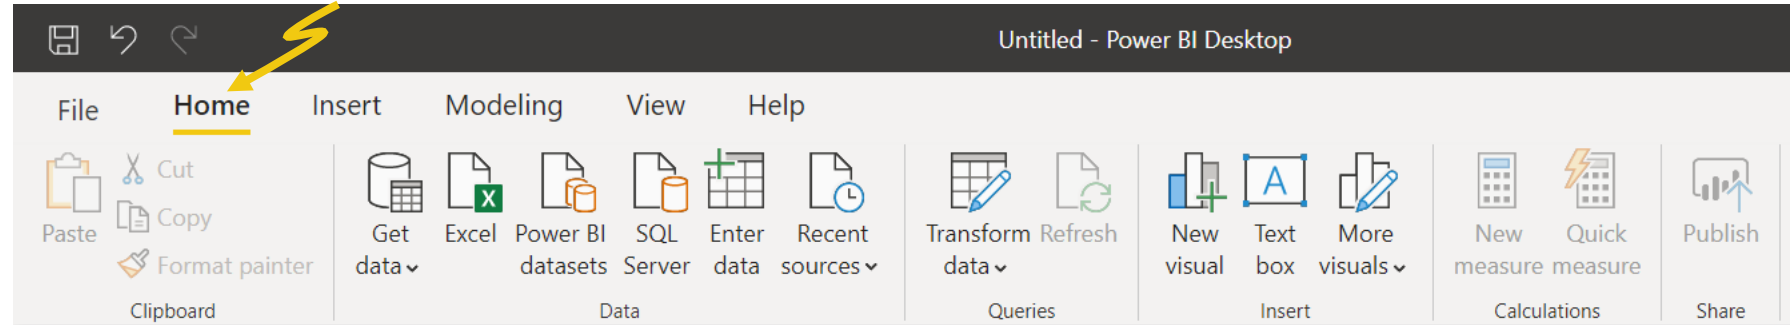 Untitled - Power BI Desktop
File Home Insert Modeling View Help
Paste
Cut
Copy
Format painter
Clipboard
Get
data
Excel
Power BI
datasets
SQL
Server
Enter
data
Recent
sources
Data
Transform
data
Refresh
Queries
New
visual
A
Text
box
More
visuals
Insert
New
measure
Quick
measure
Calculations
Publish
Share